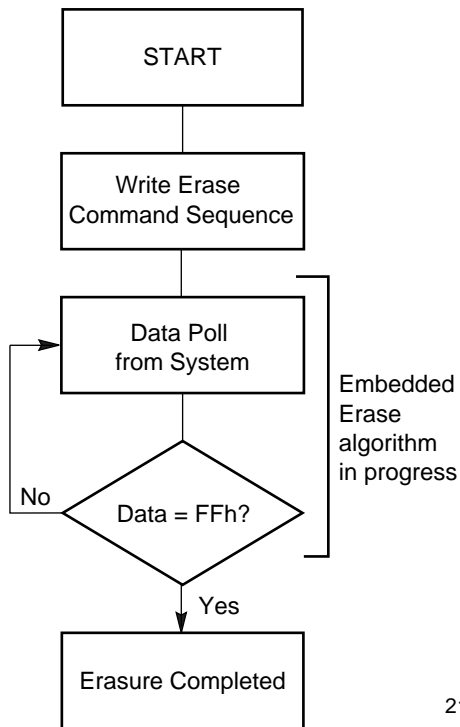 START
Write Erase
Command Sequence
Data Poll
from System
Embedded
Erase
algorithm
in progress
No
Data = FFh?
Yes
Erasure Completed
21